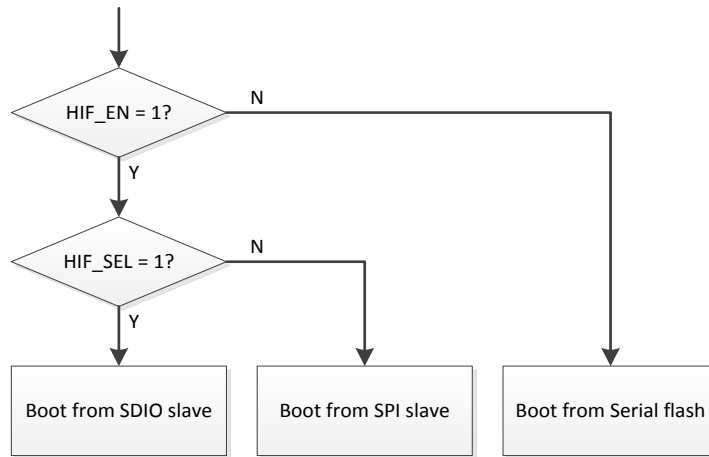 HIF_EN = 1?
N
Y
HIF_SEL = 1?
N
Y
Boot from SDIO slave
Boot from SPI slave
Boot from Serial flash